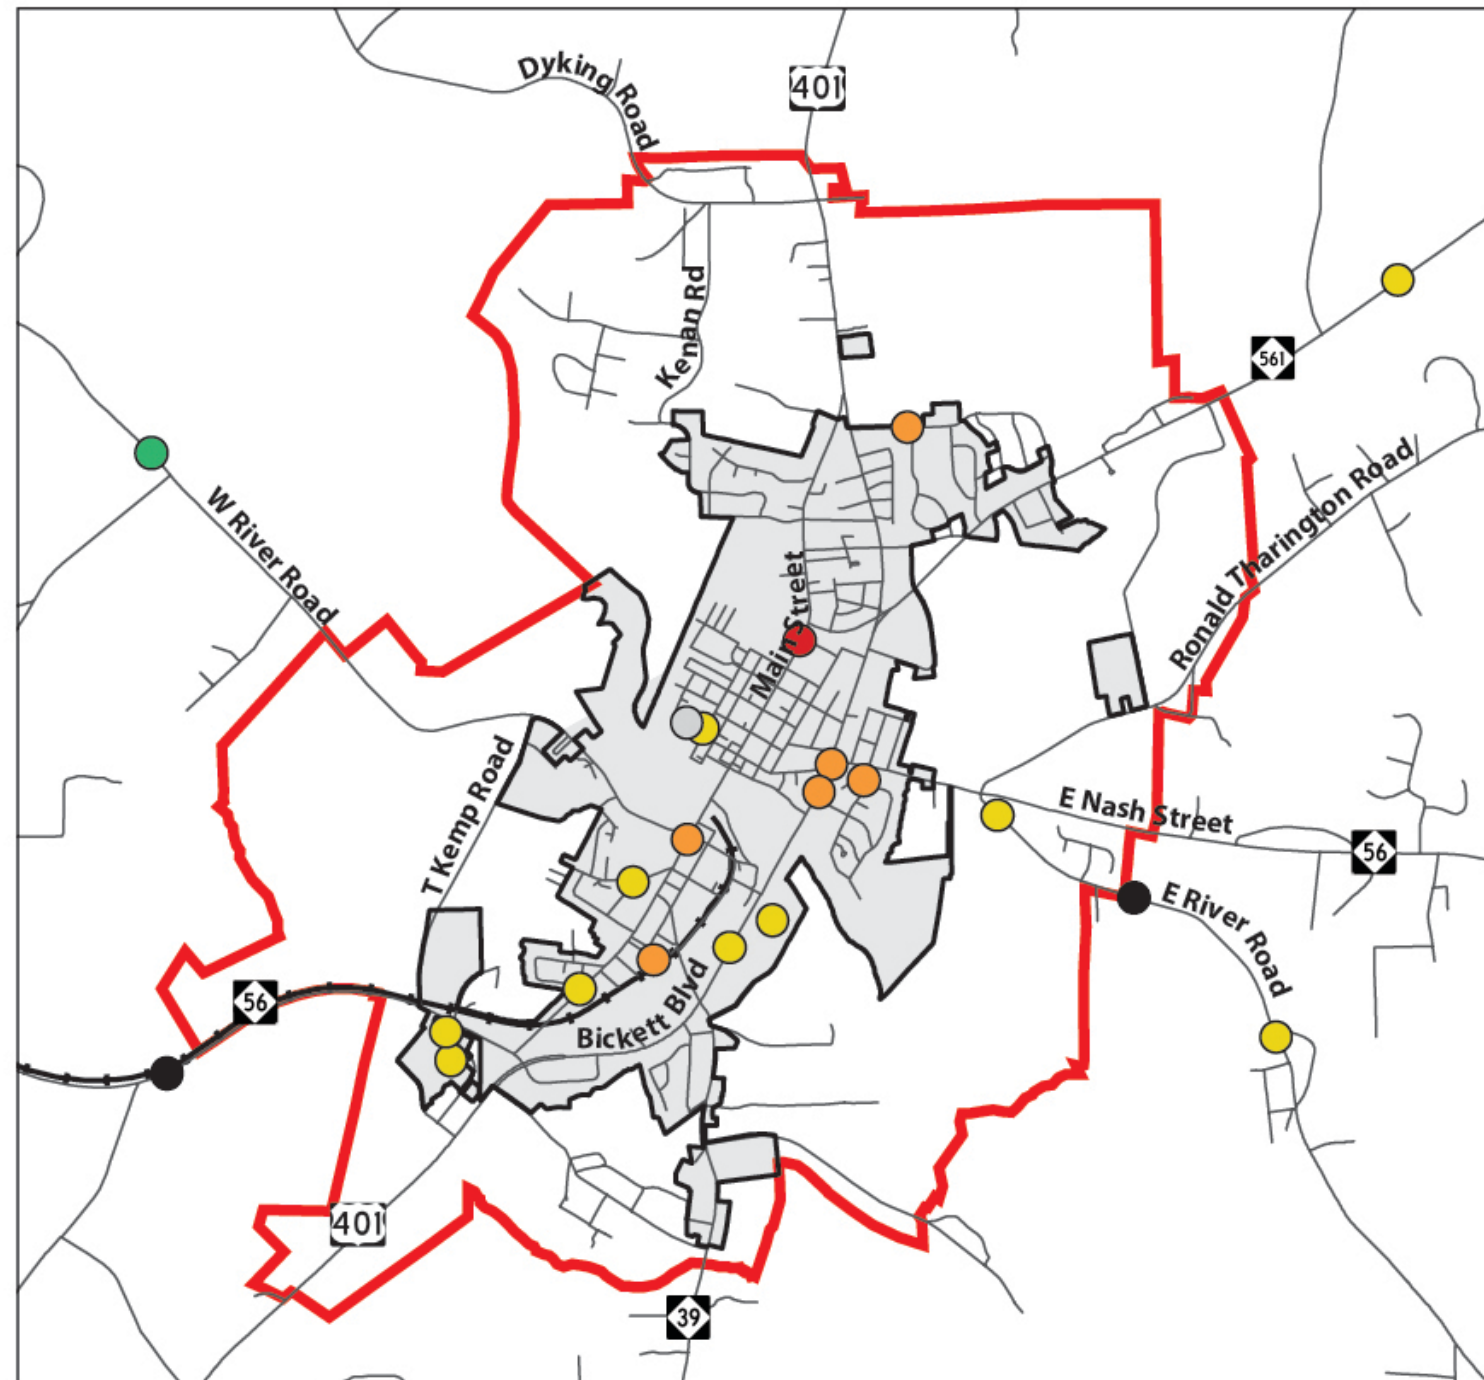 Dyking Road
401
Kenan Rd
561
W River Road
Ronald Tharington Road
Main Street
T Kemp Road
E Nash Street
56
E River Road
56
Bickett Blvd
401
39